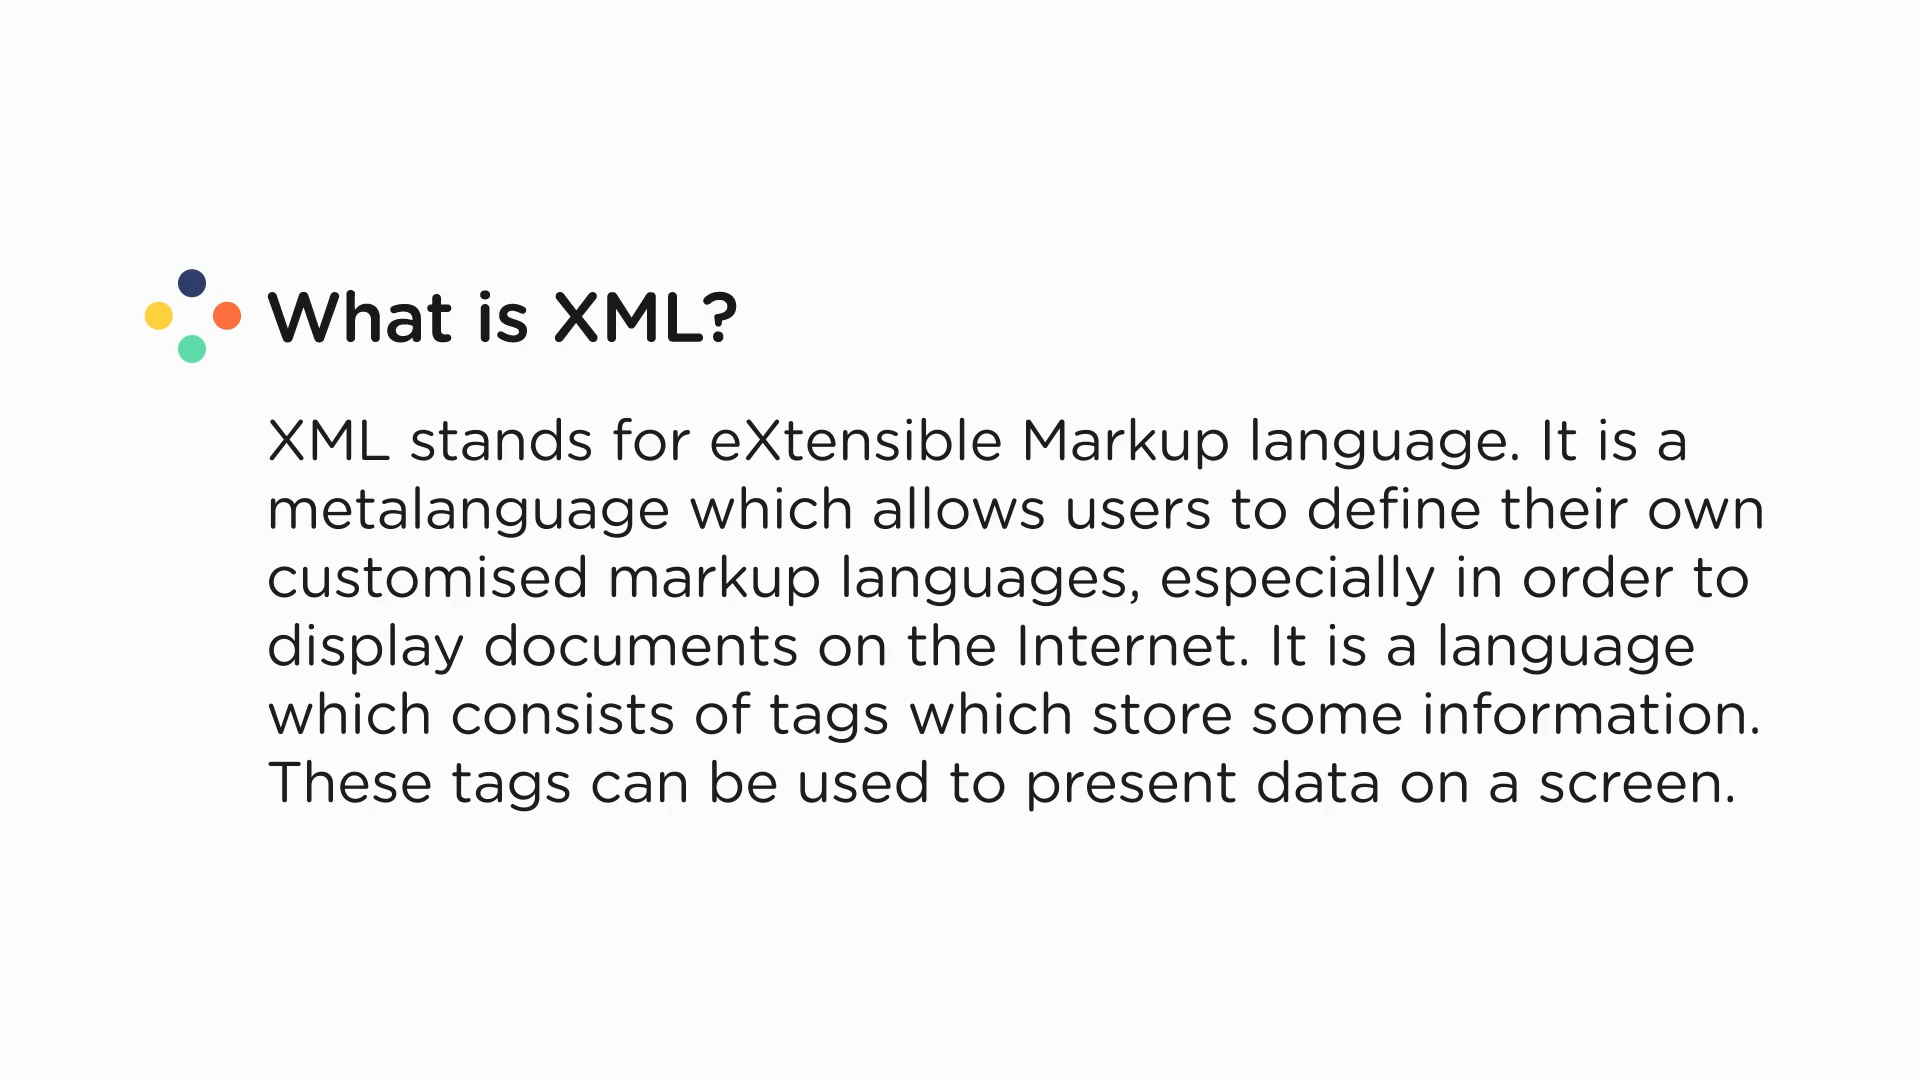 What is XML?
XML stands for eXtensible Markup language. It is a
metalanguage which allows users to define their own
customised markup languages, especially in order to
display documents on the Internet. It is a language
which consists of tags which store some information.
These tags can be used to present data on a screen.